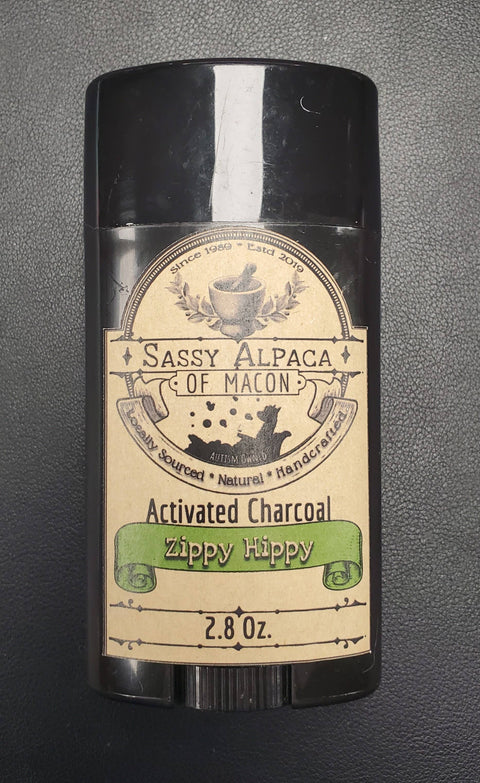 Since 1989 * Estd 2019
SASSY ALPACA
OF MACON
AUTISM OWNED
Locally Sourced * Natural * Handcrafted
Activated Charcoal
Zippy Hippy
2.8 Oz.